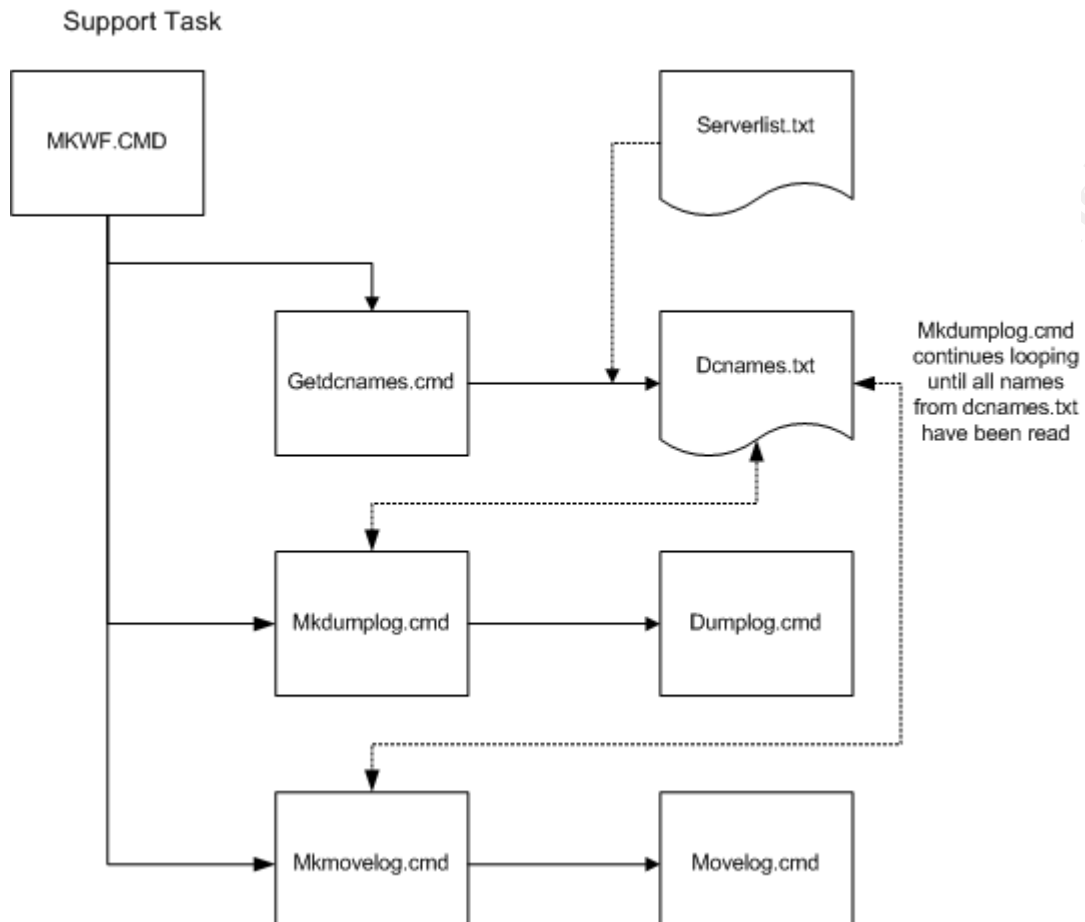 Support Task
MKWF.CMD
Serverlist.txt
Getdcnames.cmd
Dcnames.txt
Mkdumplog.cmd
continues looping
until all names
from dcnames.txt
have been read
Mkdumplog.cmd
Dumplog.cmd
Mkmovelog.cmd
Movelog.cmd